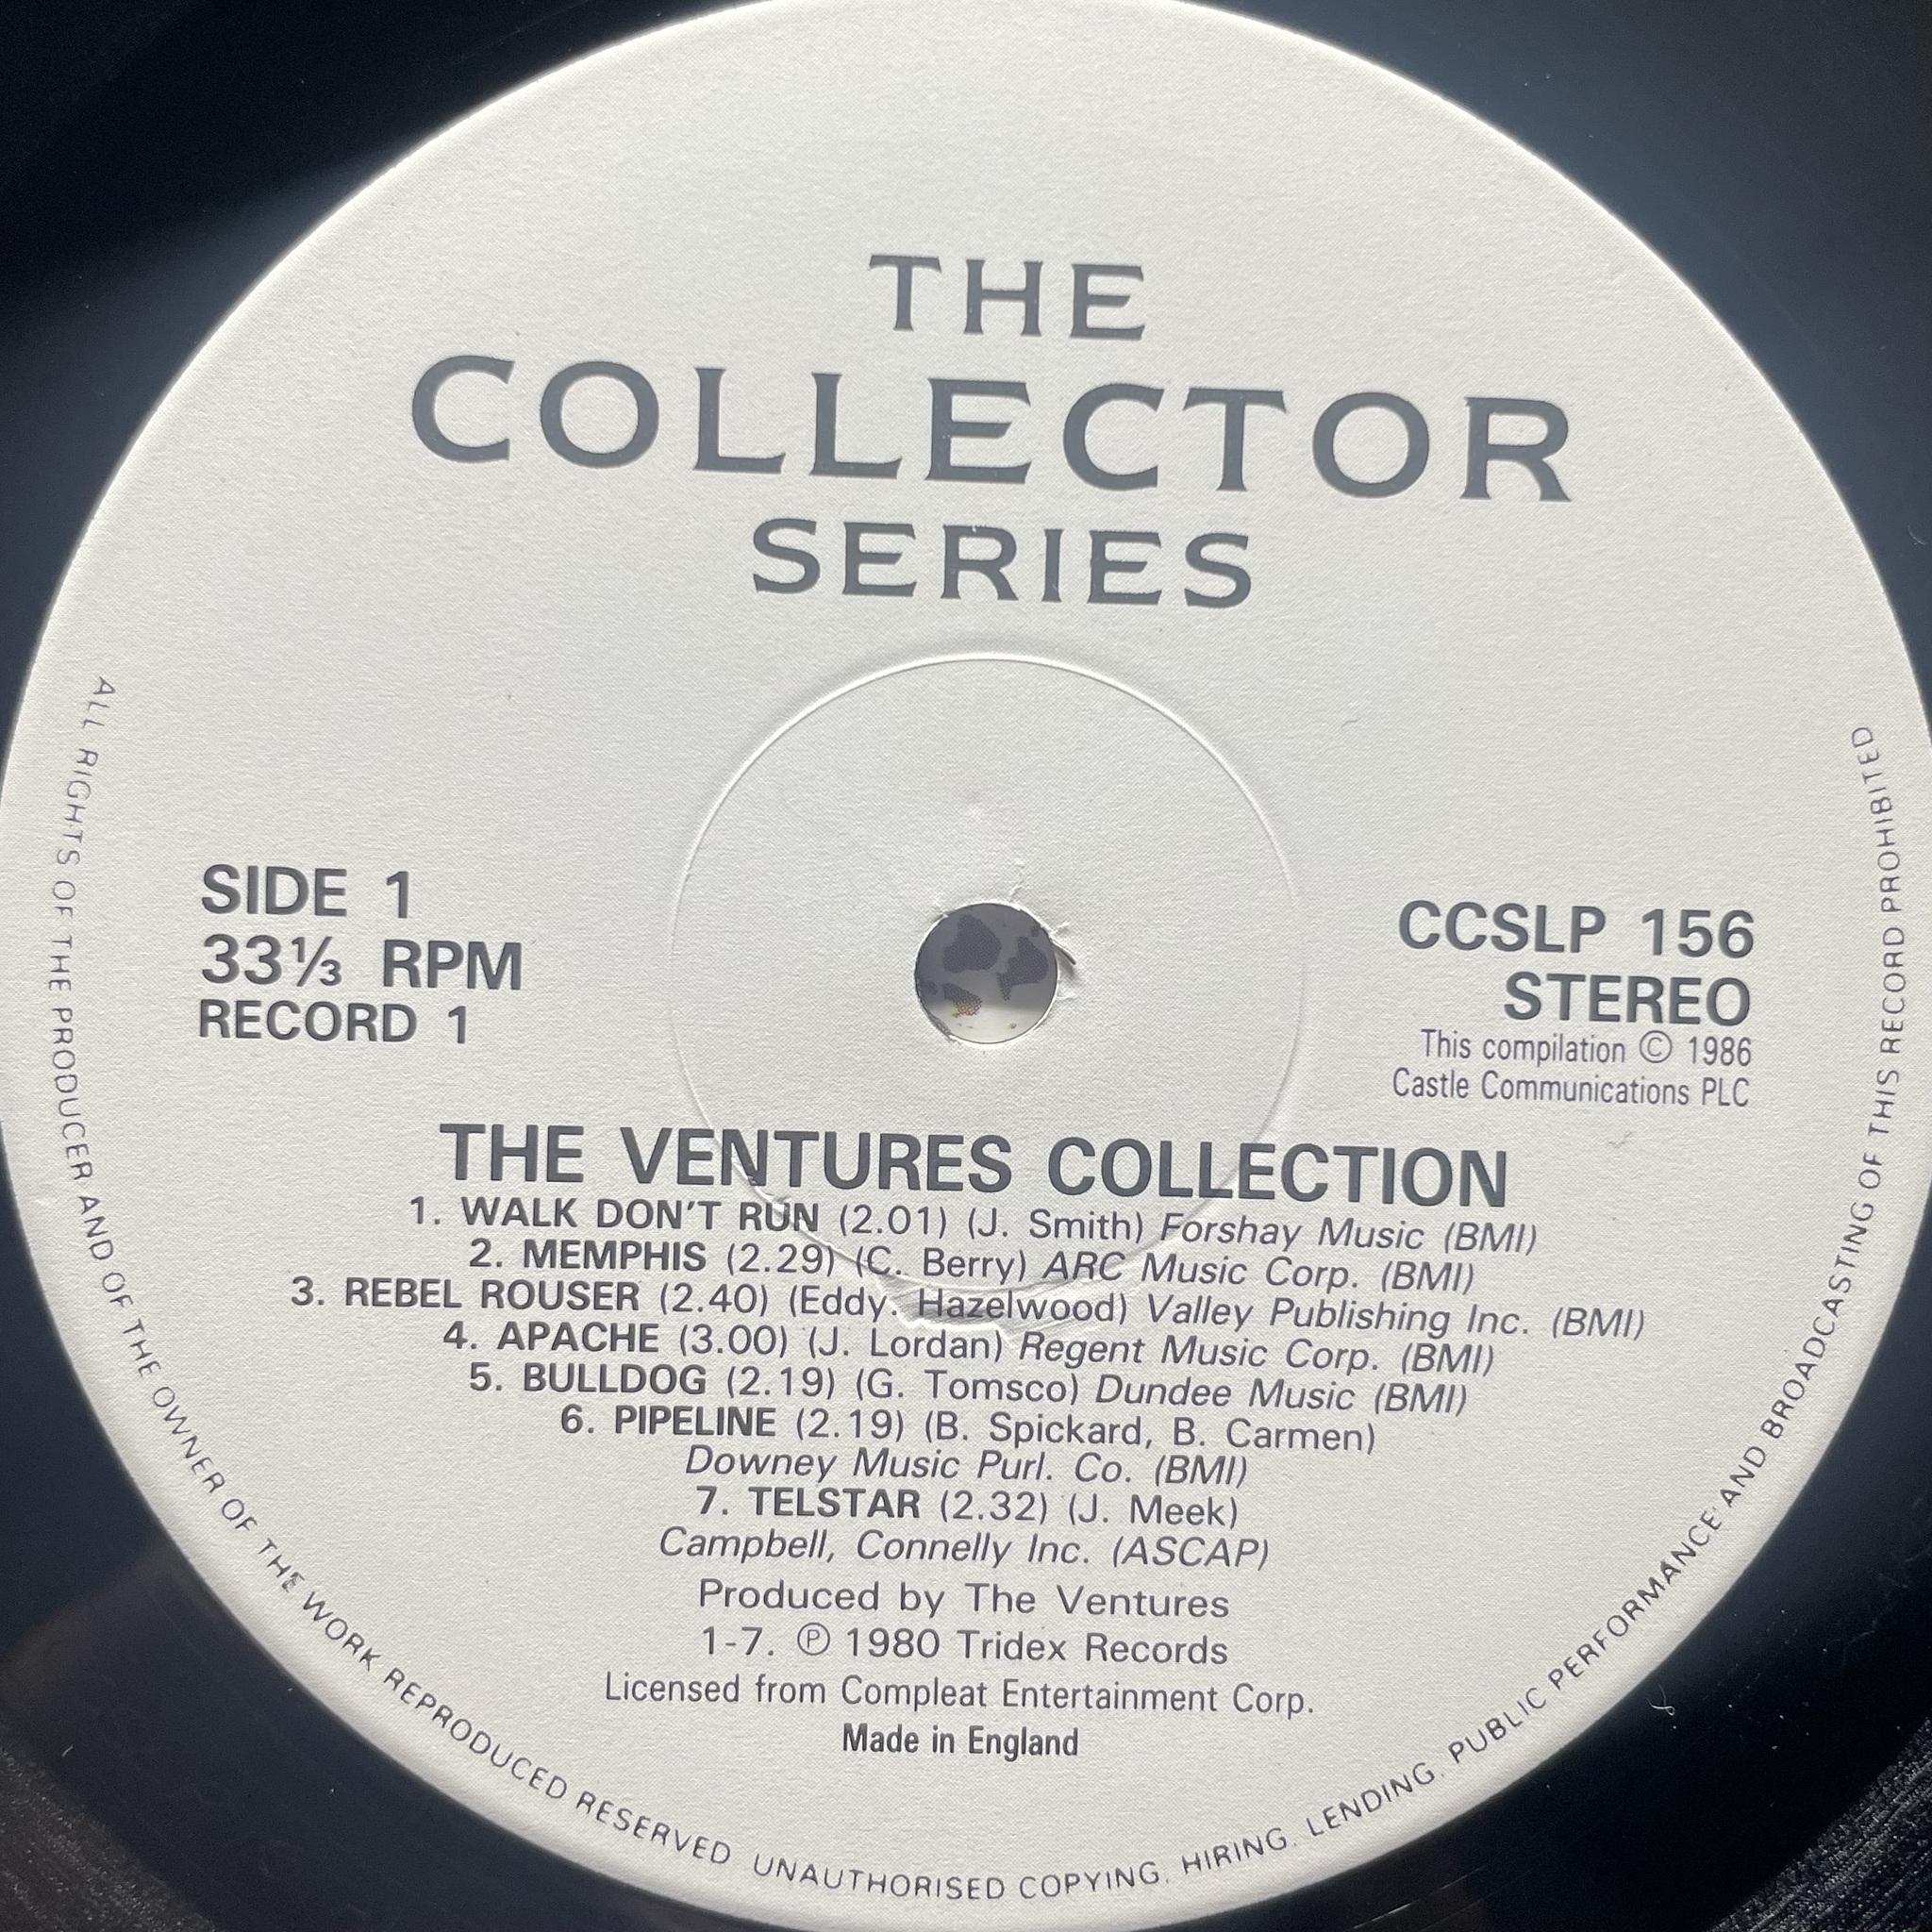 THE
COLLECTOR
SERIES
SIDE 1
33⅓ RPM
RECORD 1
CCSLP 156
STEREO
This compilation © 1986
Castle Communications PLC
THE VENTURES COLLECTION
1. WALK DON'T RUN (2.01) (J. Smith) Forshay Music (BMI)
2. MEMPHIS (2.29) (C. Berry) ARC Music Corp. (BMI)
3. REBEL ROUSER (2.40) (Eddy. Hazelwood) Valley Publishing Inc. (BMI)
4. APACHE (3.00) (J. Lordan) Regent Music Corp. (BMI)
5. BULLDOG (2.19) (G. Tomsco) Dundee Music (BMI)
6. PIPELINE (2.19) (B. Spickard, B. Carmen)
Downey Music Purl. Co. (BMI)
7. TELSTAR (2.32) (J. Meek)
Campbell, Connelly Inc. (ASCAP)
Produced by The Ventures
1-7. ℗ 1980 Tridex Records
Licensed from Compleat Entertainment Corp.
Made in England
ALL RIGHTS OF THE PRODUCER AND OF THE OWNER OF THE WORK REPRODUCED RESERVED UNAUTHORISED COPYING, HIRING, LENDING, PUBLIC PERFORMANCE AND BROADCASTING OF THIS RECORD PROHIBITED